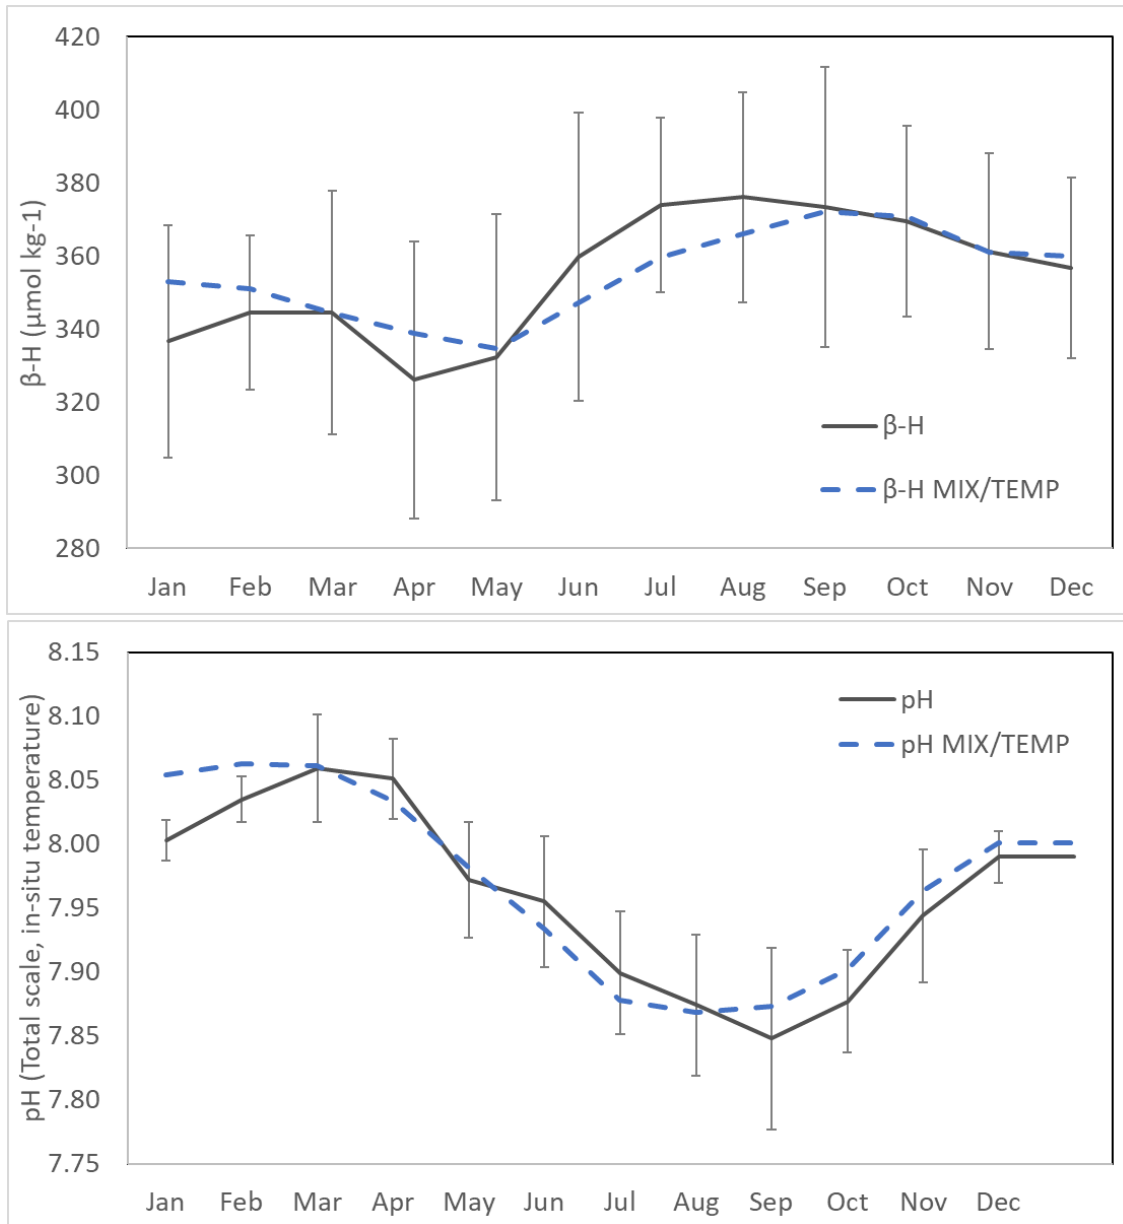 420
400
380
360
340
320
300
280
β-H (µmol kg-1)
β-H
β-H MIX/TEMP
Jan Feb Mar Apr May Jun Jul Aug Sep Oct Nov Dec
8.15
8.10
8.05
8.00
7.95
7.90
7.85
7.80
7.75
pH (Total scale, in-situ temperature)
pH
pH MIX/TEMP
Jan Feb Mar Apr May Jun Jul Aug Sep Oct Nov Dec